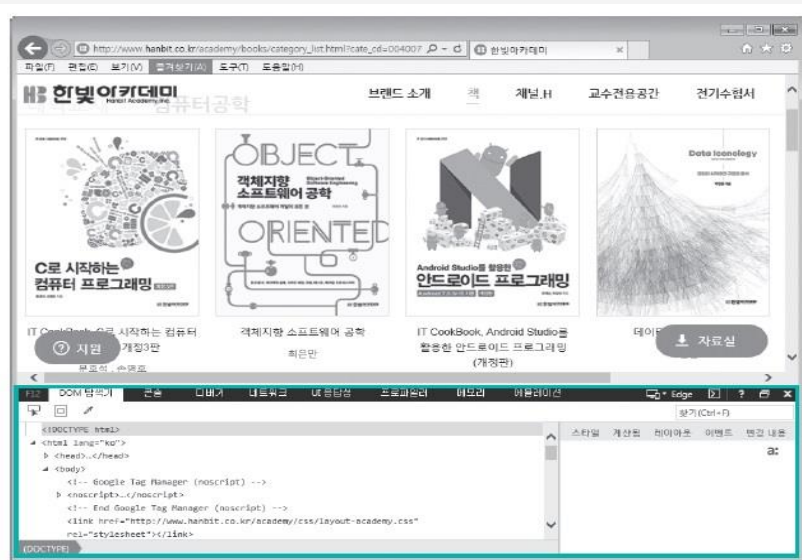 http://www.hanbit.co.kr/academy/books/category_list.html?cate_cd=004007
한빛아카데미
파일(F) 편집(E) 보기(V) 즐겨찾기(A) 도구(T) 도움말(H)
한빛아카데미
Hanbit Academy, Inc.
컴퓨터공학
브랜드 소개 책 채널.H 교수전용공간 전기수험서
C로 시작하는
컴퓨터 프로그래밍
OBJECT
객체지향
소프트웨어 공학
Object-Oriented
Software Engineering
ORIENTED
Android Studio를 활용한
안드로이드 프로그래밍
Data Iconology
IT CookBook, C로 시작하는 컴퓨터
개정3판
객체지향 소프트웨어 공학
최은만
IT CookBook, Android Studio를
활용한 안드로이드 프로그래밍
(개정판)
지원
자료실
F12 DOM 탐색기 콘솔 디버거 네트워크 UI 응답성 프로파일러 메모리 에뮬레이션 Edge ?
찾기(Ctrl+F)
<!DOCTYPE html>
<html lang="ko">
<head>…</head>
<body>
<!-- Google Tag Manager (noscript) -->
<noscript>…</noscript>
<!-- End Google Tag Manager (noscript) -->
<link href="http://www.hanbit.co.kr/academy/css/layout-academy.css"
rel="stylesheet"></link>
스타일 계산됨 레이아웃 이벤트 변경 내용
a:
(DOCTYPE)